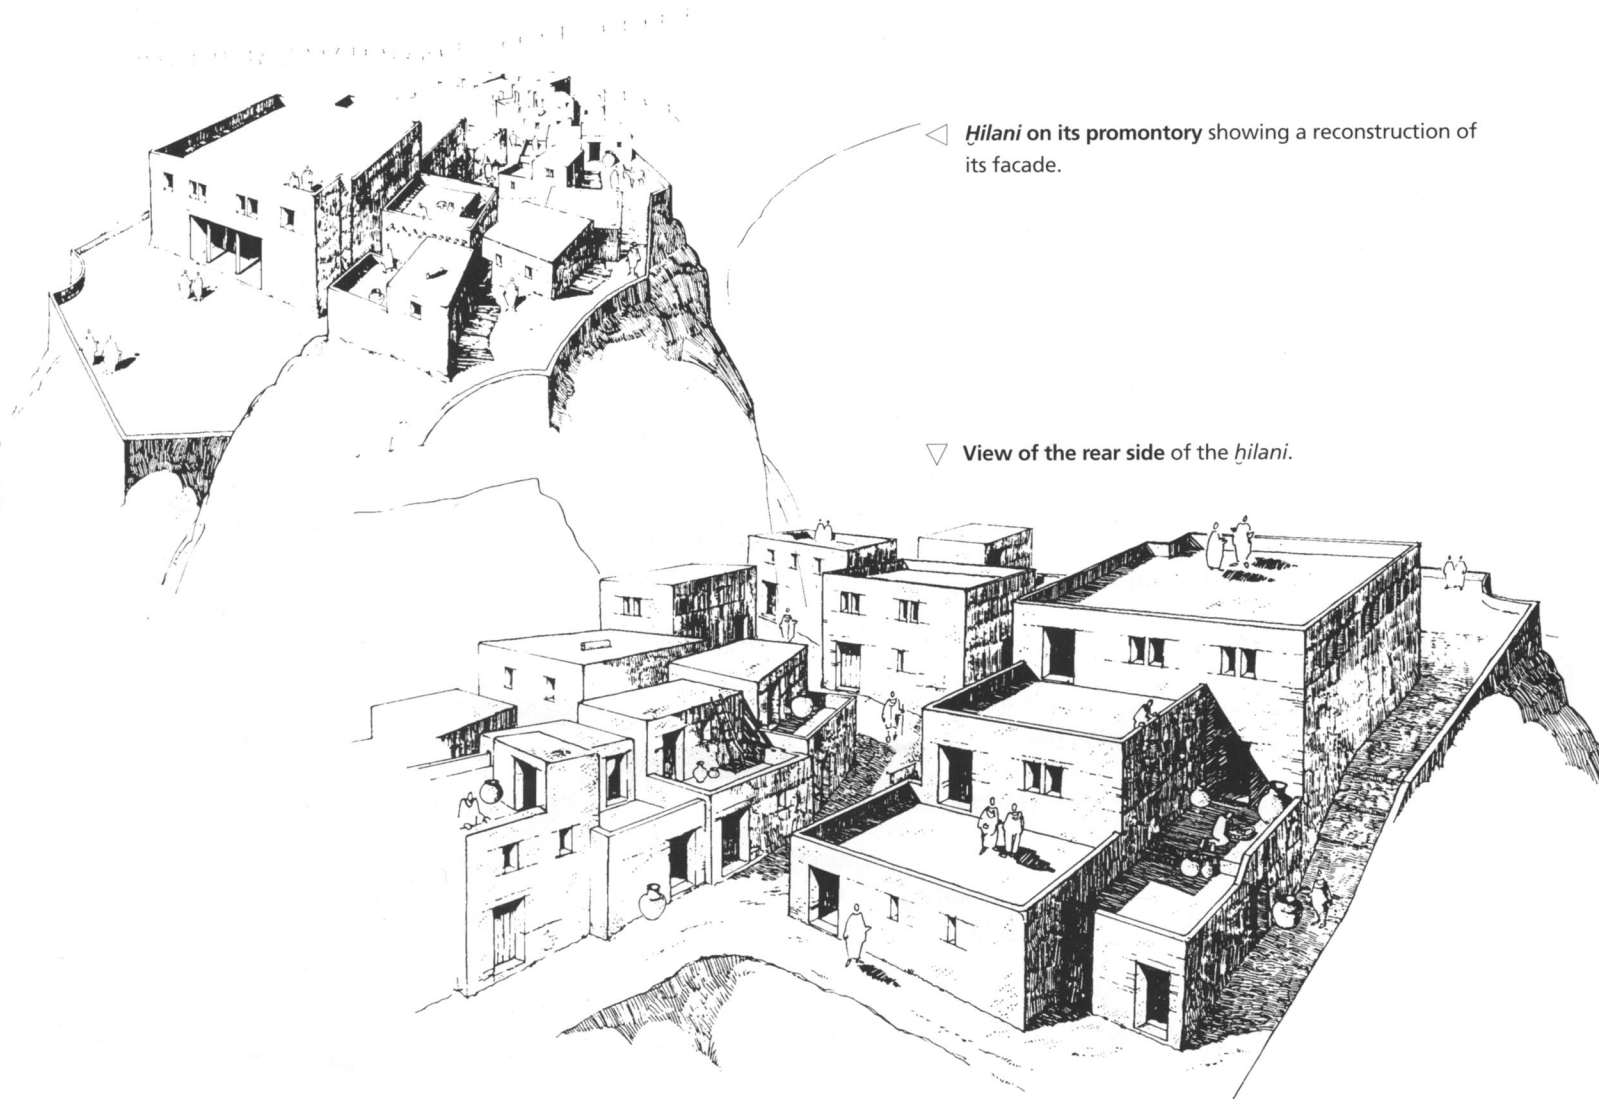 Ḫilani on its promontory showing a reconstruction of
its facade.
View of the rear side of the ḫilani.